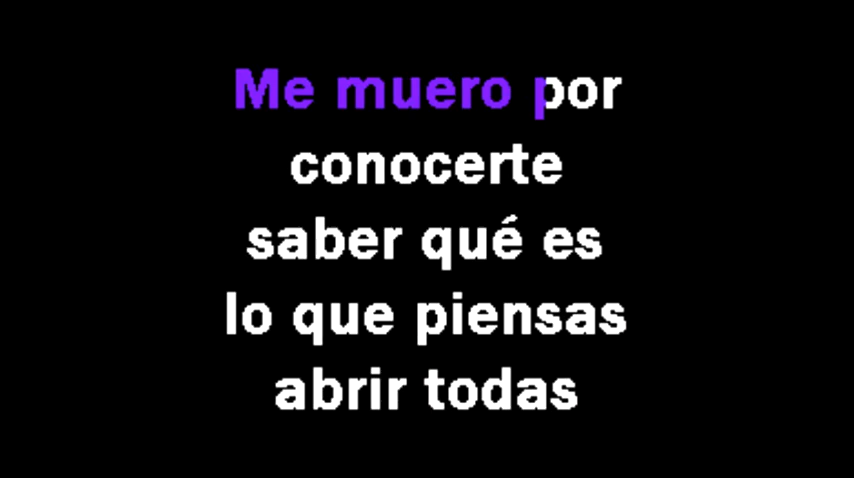 Me muero por
conocerte
saber qué es
lo que piensas
abrir todas